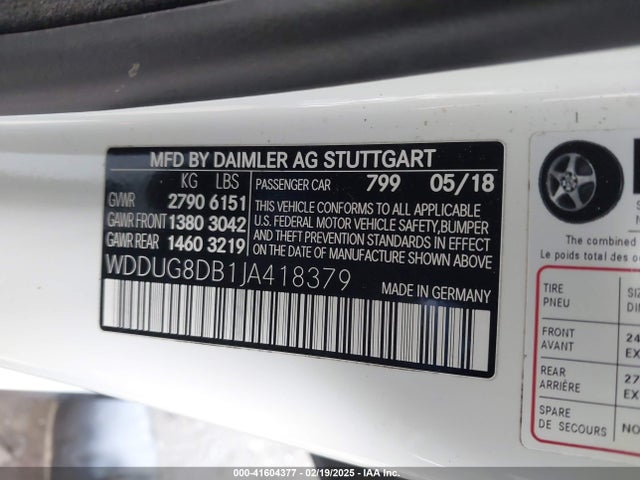 MFD BY DAIMLER AG STUTTGART
KG LBS
GVWR 2790 6151
GAWR FRONT 1380 3042
GAWR REAR 1460 3219
PASSENGER CAR 799 05/18
THIS VEHICLE CONFORMS TO ALL APPLICABLE
U.S. FEDERAL MOTOR VEHICLE SAFETY,BUMPER
AND THEFT PREVENTION STANDARDS IN EFFECT
ON THE DATE OF MANUFACTURE SHOWN ABOVE.
WDDUG8DB1JA418379
MADE IN GERMANY
The combined
Le poids
TIRE
PNEU
FRONT
AVANT
REAR
ARRIÈRE
SPARE
DE SECOURS
000-41604377 - 02/19/2025 - IAA Inc.